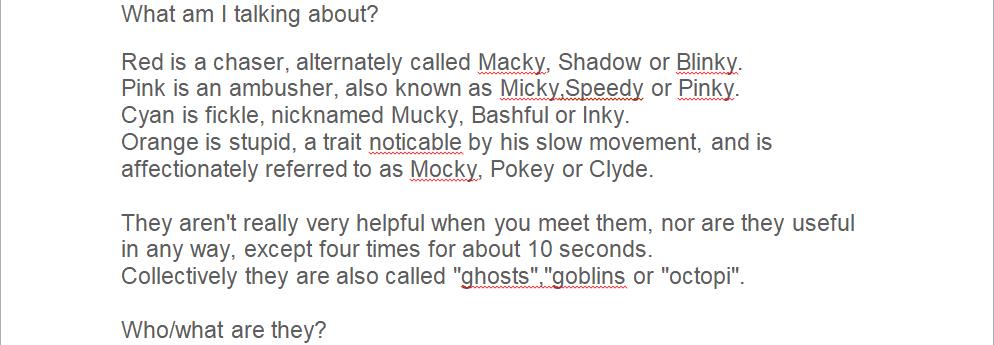 What am I talking about?
Red is a chaser, alternately called Macky, Shadow or Blinky.
Pink is an ambusher, also known as Micky,Speedy or Pinky.
Cyan is fickle, nicknamed Mucky, Bashful or Inky.
Orange is stupid, a trait noticable by his slow movement, and is
affectionately referred to as Mocky, Pokey or Clyde.
They aren't really very helpful when you meet them, nor are they useful
in any way, except four times for about 10 seconds.
Collectively they are also called "ghosts","goblins or "octopi".
Who/what are they?